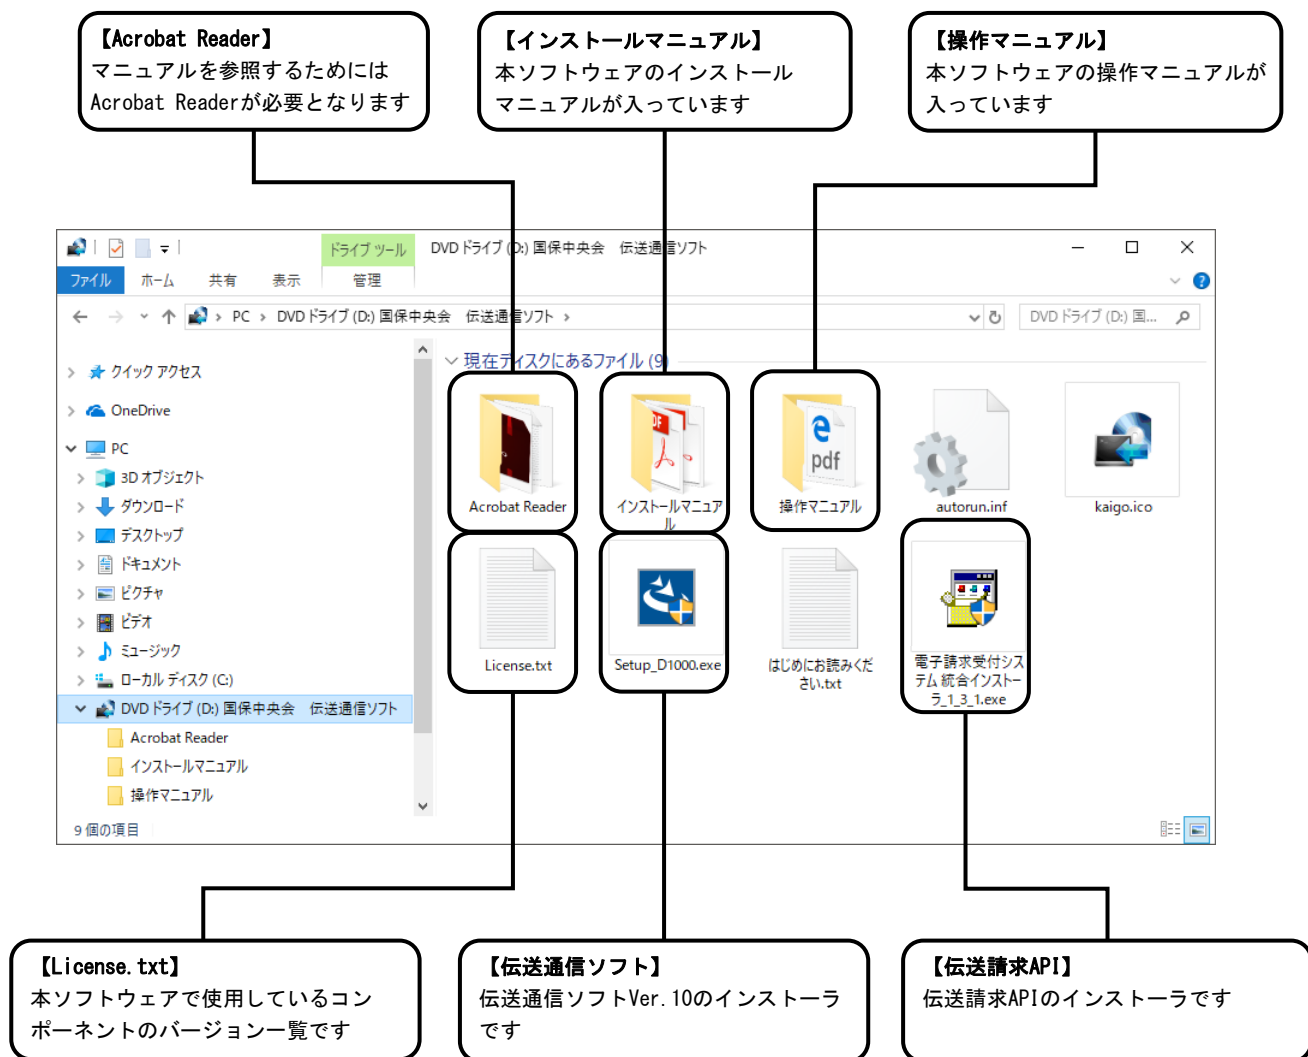 【Acrobat Reader】
マニュアルを参照するためには
Acrobat Readerが必要となります
【インストールマニュアル】
本ソフトウェアのインストール
マニュアルが入っています
【操作マニュアル】
本ソフトウェアの操作マニュアルが
入っています
ドライブ ツール
DVD ドライブ (D:) 国保中央会　伝送通信ソフト
ファイル
ホーム
共有
表示
管理
PC › DVD ドライブ (D:) 国保中央会　伝送通信ソフト ›
DVD ドライブ (D:) 国...
クイック アクセス
OneDrive
PC
3D オブジェクト
ダウンロード
デスクトップ
ドキュメント
ピクチャ
ビデオ
ミュージック
ローカル ディスク (C:)
DVD ドライブ (D:) 国保中央会　伝送通信ソフト
Acrobat Reader
インストールマニュアル
操作マニュアル
現在ディスクにあるファイル (9)
pdf
Acrobat Reader
インストールマニュア
ル
操作マニュアル
autorun.inf
kaigo.ico
License.txt
Setup_D1000.exe
はじめにお読みくだ
さい.txt
電子請求受付シス
テム 統合インストー
ラ_1_3_1.exe
9 個の項目
【License.txt】
本ソフトウェアで使用しているコン
ポーネントのバージョン一覧です
【伝送通信ソフト】
伝送通信ソフトVer.10のインストーラ
です
【伝送請求API】
伝送請求APIのインストーラです